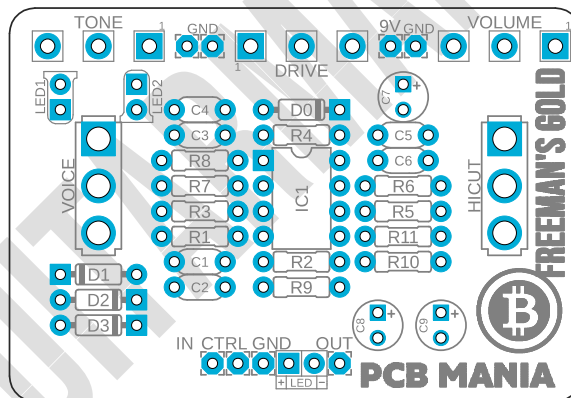 TONE 1 GND 9V GND VOLUME 1
1 DRIVE
LED1 LED2
C4 D0 C7 +
C3 R4 C5
R8 C6
VOICE R7 IC1 R6 HICUT
R3 R5
R1 R11
C1 R2 R10
D1 C2 R9
D2
D3 C8 + C9 +
FREEMAN'S GOLD
IN CTRL GND OUT
+ LED −
PCB MANIA